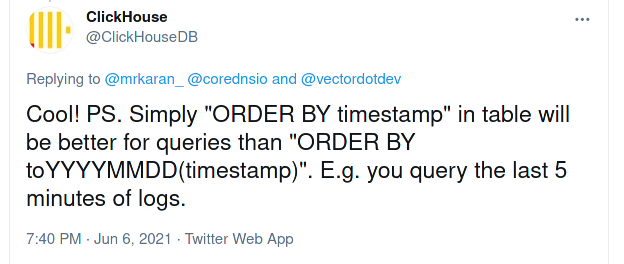 ClickHouse
@ClickHouseDB
Replying to @mrkaran_ @corednsio and @vectordotdev
Cool! PS. Simply "ORDER BY timestamp" in table will
be better for queries than "ORDER BY
toYYYYMMDD(timestamp)". E.g. you query the last 5
minutes of logs.
7:40 PM · Jun 6, 2021 · Twitter Web App